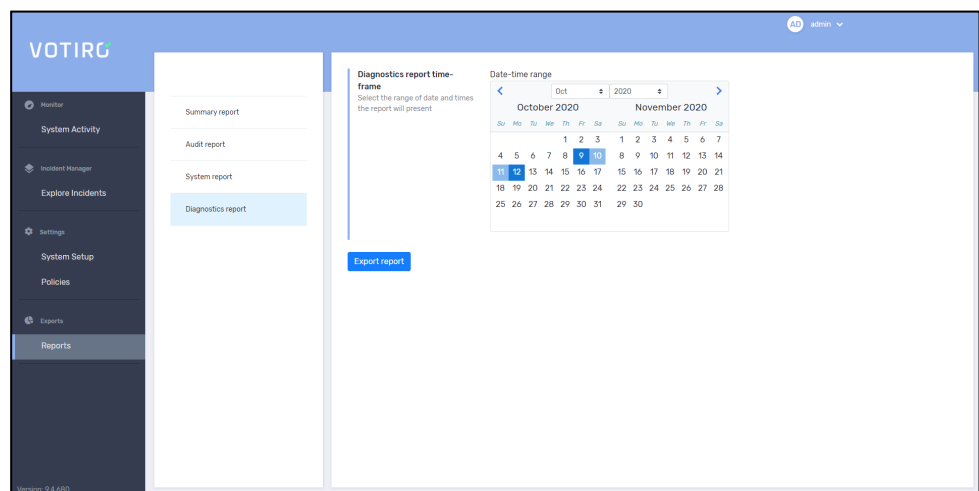 AD admin
VOTIRO
Monitor
System Activity
Incident Manager
Explore Incidents
Settings
System Setup
Policies
Exports
Reports
Version: 9.4.680
Summary report
Audit report
System report
Diagnostics report
Diagnostics report time-
frame
Select the range of date and times
the report will present
Date-time range
Oct 2020
October 2020 November 2020
Su Mo Tu We Th Fr Sa Su Mo Tu We Th Fr Sa
1 2 3 1 2 3 4 5 6 7
4 5 6 7 8 9 10 8 9 10 11 12 13 14
11 12 13 14 15 16 17 15 16 17 18 19 20 21
18 19 20 21 22 23 24 22 23 24 25 26 27 28
25 26 27 28 29 30 31 29 30
Export report